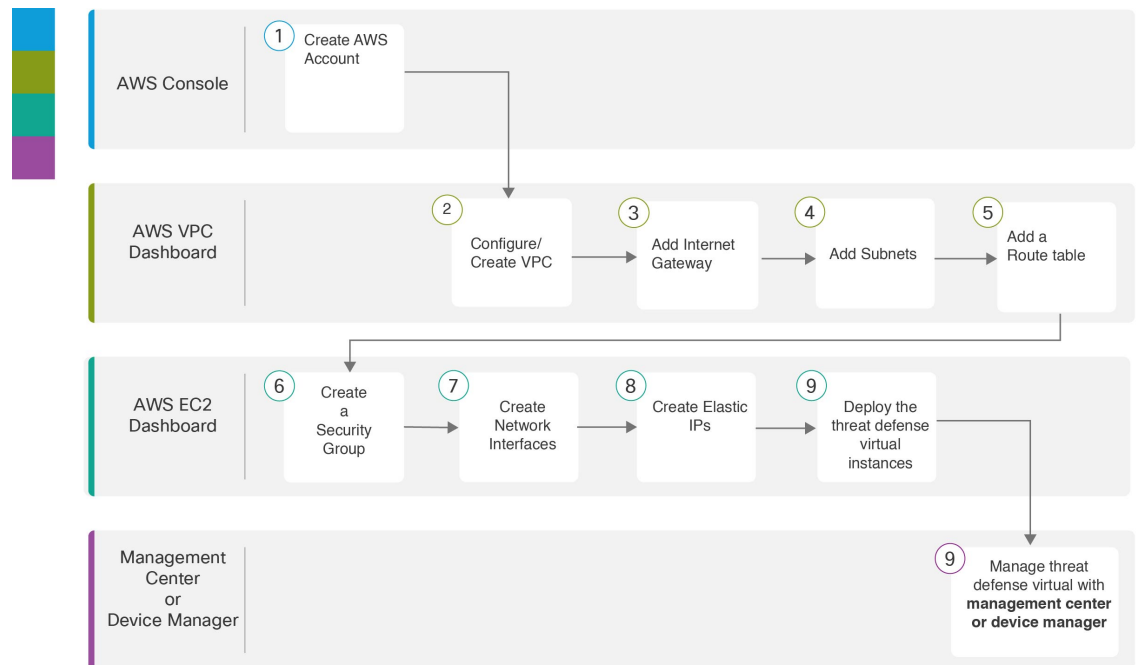 AWS Console
1
Create AWS
Account
AWS VPC
Dashboard
2
Configure/
Create VPC
3
Add Internet
Gateway
4
Add Subnets
5
Add a
Route table
AWS EC2
Dashboard
6
Create
a
Security
Group
7
Create
Network
Interfaces
8
Create Elastic
IPs
9
Deploy the
threat defense
virtual
instances
Management
Center
or
Device Manager
9
Manage threat
defense virtual with
management center
or device manager